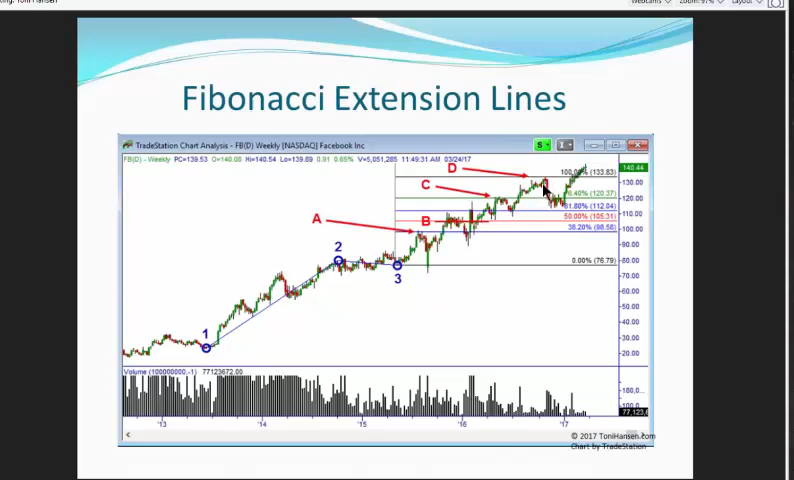 Zoom: 97%
Layout
Fibonacci Extension Lines
TradeStation Chart Analysis - FB(D) Weekly [NASDAQ] Facebook Inc
FB(D) - Weekly PC=139.53 O=140.08 Hi=140.54 Lo=139.89 0.91 0.65% V=5,051,285 11:49:31 AM 03/24/17
140.44
D
100.00% (133.83)
130.00
C
(120.37)
61.80% (112.04)
110.00
A
B
50.00% (105.31)
100.00
38.20% (98.58)
90.00
2
80.00
0.00% (76.79)
70.00
3
60.00
50.00
40.00
1
30.00
20.00
Volume (100000000,-1) 77123672.00
'13
'14
'15
'16
'17
© 2017 ToniHansen.com
Chart by TradeStation